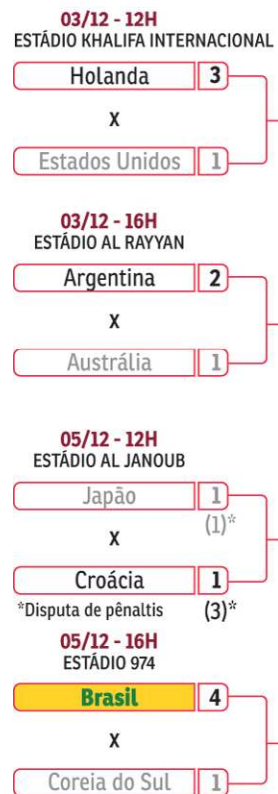 03/12 - 12H
ESTÁDIO KHALIFA INTERNACIONAL
Holanda 3
X
Estados Unidos 1
03/12 - 16H
ESTÁDIO AL RAYYAN
Argentina 2
X
Austrália 1
05/12 - 12H
ESTÁDIO AL JANOUB
Japão 1
(1)*
X
Croácia 1
*Disputa de pênaltis (3)*
05/12 - 16H
ESTÁDIO 974
Brasil 4
X
Coreia do Sul 1